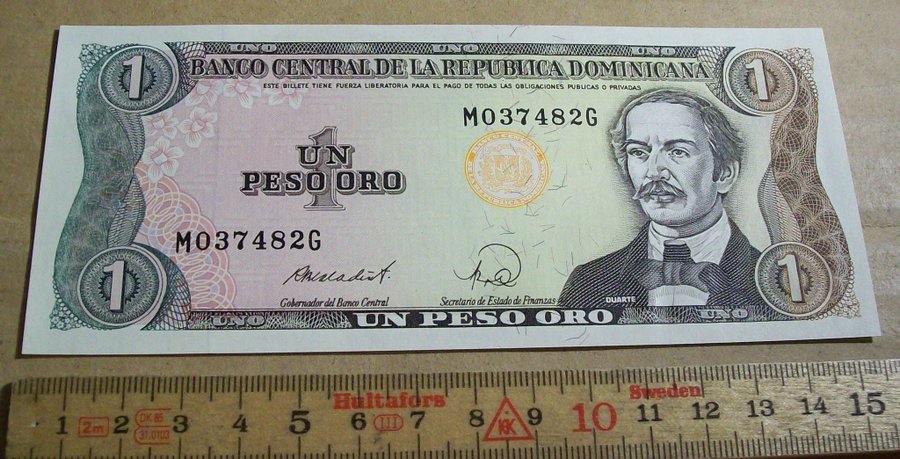 UNO UNO UNO
1 BANCO CENTRAL DE LA REPUBLICA DOMINICANA 1
ESTE BILLETE TIENE FUERZA LIBERATORIA PARA EL PAGO DE TODAS LAS OBLIGACIONES PUBLICAS O PRIVADAS
M037482G
1
UN
PESO ORO
M037482G
Gobernador del Banco Central
Secretario de Estado de Finanzas
DUARTE
1 UNO UN PESO ORO UNO 1
Hultafors Sweden
1 2m 2 DK 85 3 4 5 6 III 7 8 K 9 10 11 12 13 14 15